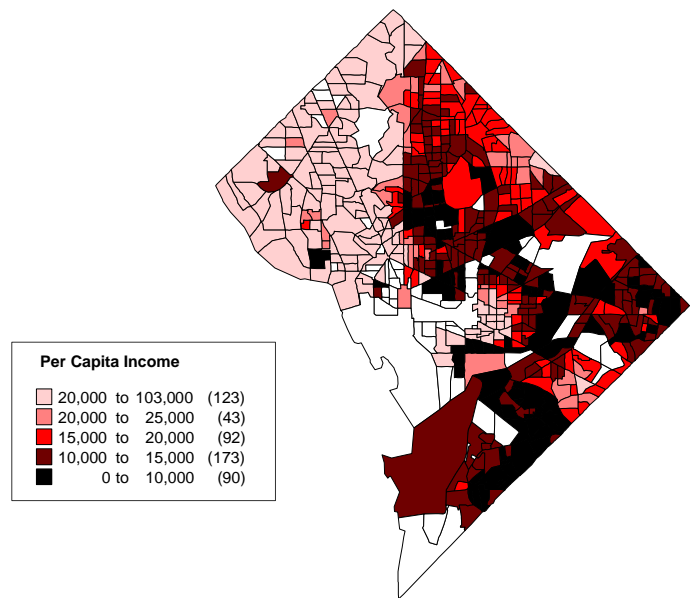 Per Capita Income
20,000 to 103,000 (123)
20,000 to 25,000 (43)
15,000 to 20,000 (92)
10,000 to 15,000 (173)
0 to 10,000 (90)